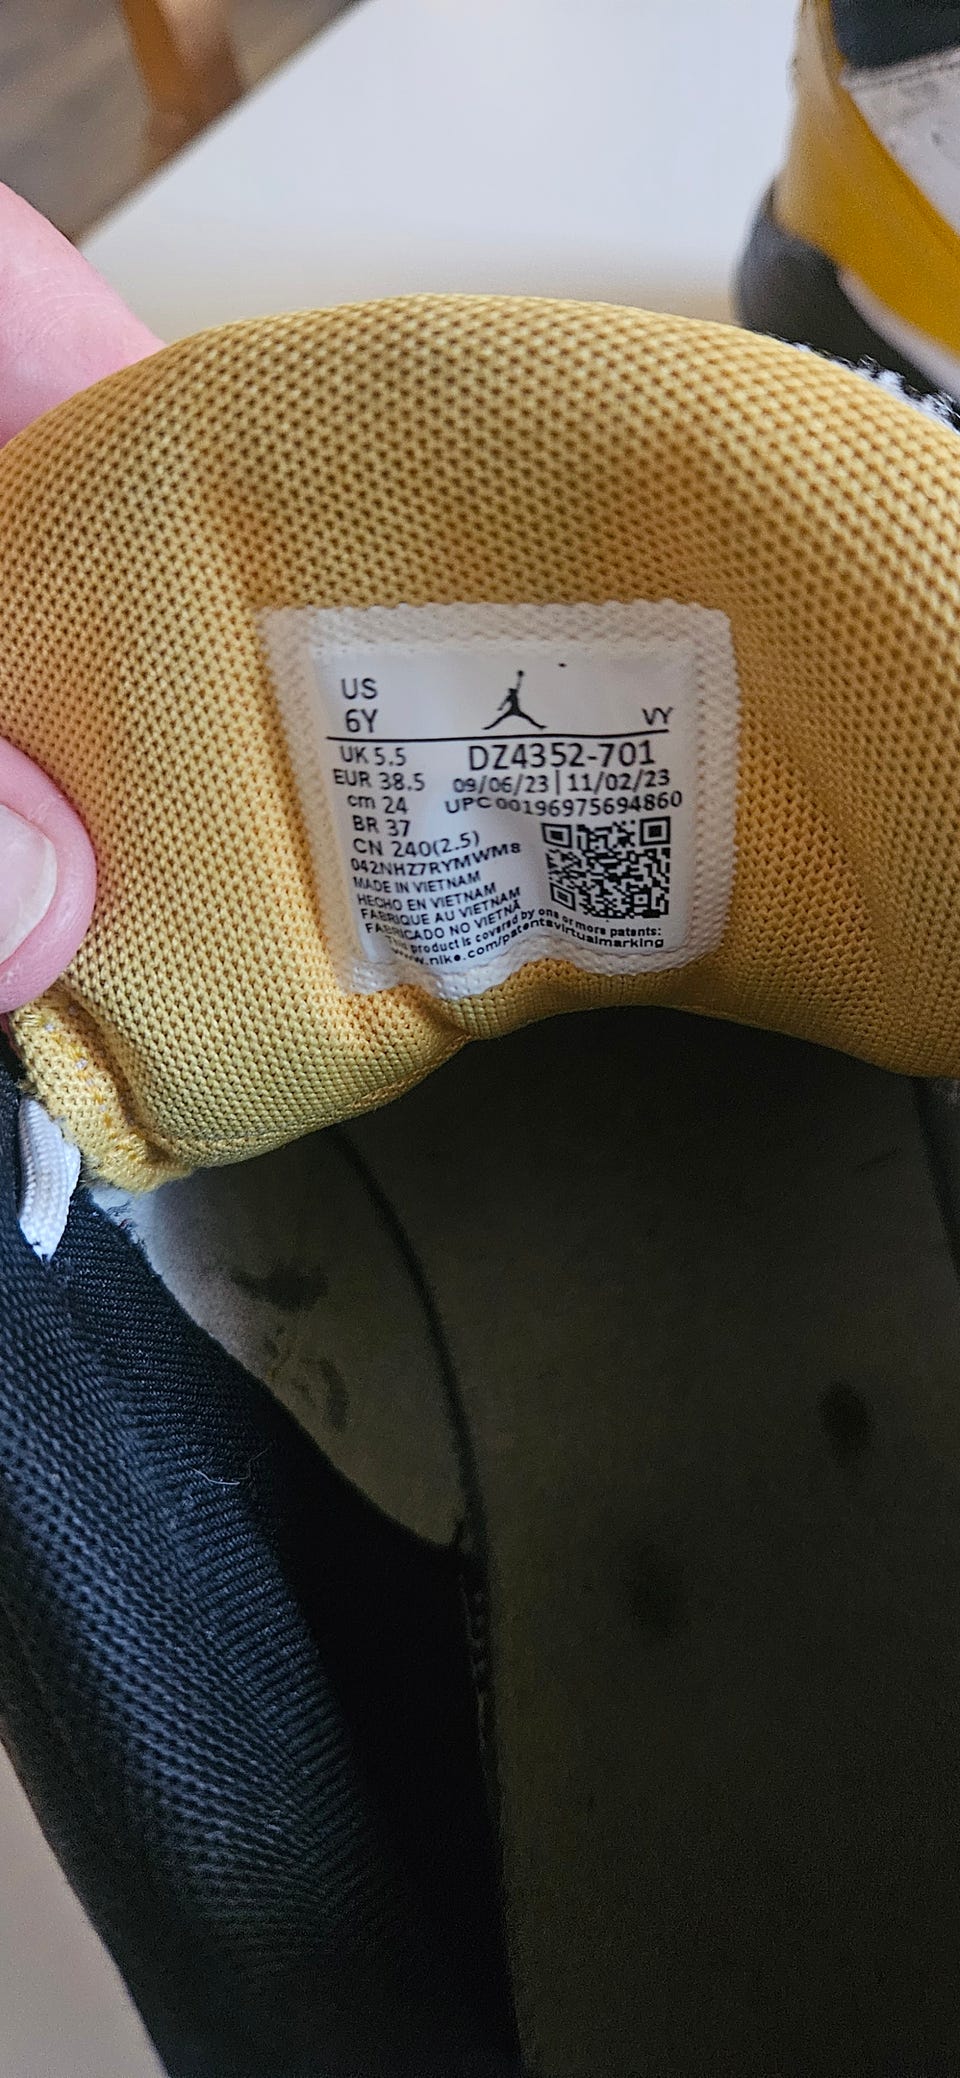 US
6Y
VY
UK 5.5
DZ4352-701
EUR 38.5
09/06/23 | 11/02/23
cm 24
UPC 00196975694860
BR 37
CN 240(2.5)
042NHZ7RYMWM8
MADE IN VIETNAM
HECHO EN VIETNAM
FABRIQUE AU VIETNAM
FABRICADO NO VIETNÃ
This product is covered by one or more patents:
www.nike.com/patentsvirtualmarking